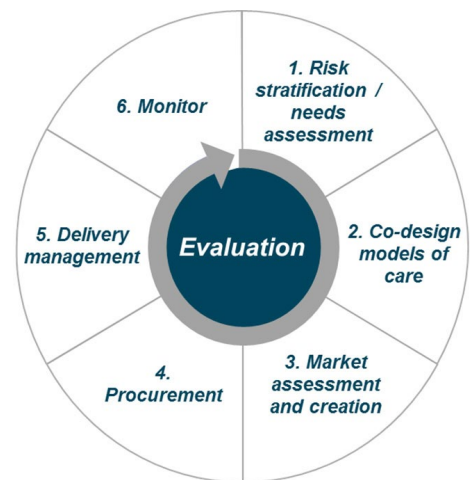 1. Risk
stratification /
needs
assessment
2. Co-design
models of
care
3. Market
assessment
and creation
4.
Procurement
5. Delivery
management
6. Monitor
Evaluation